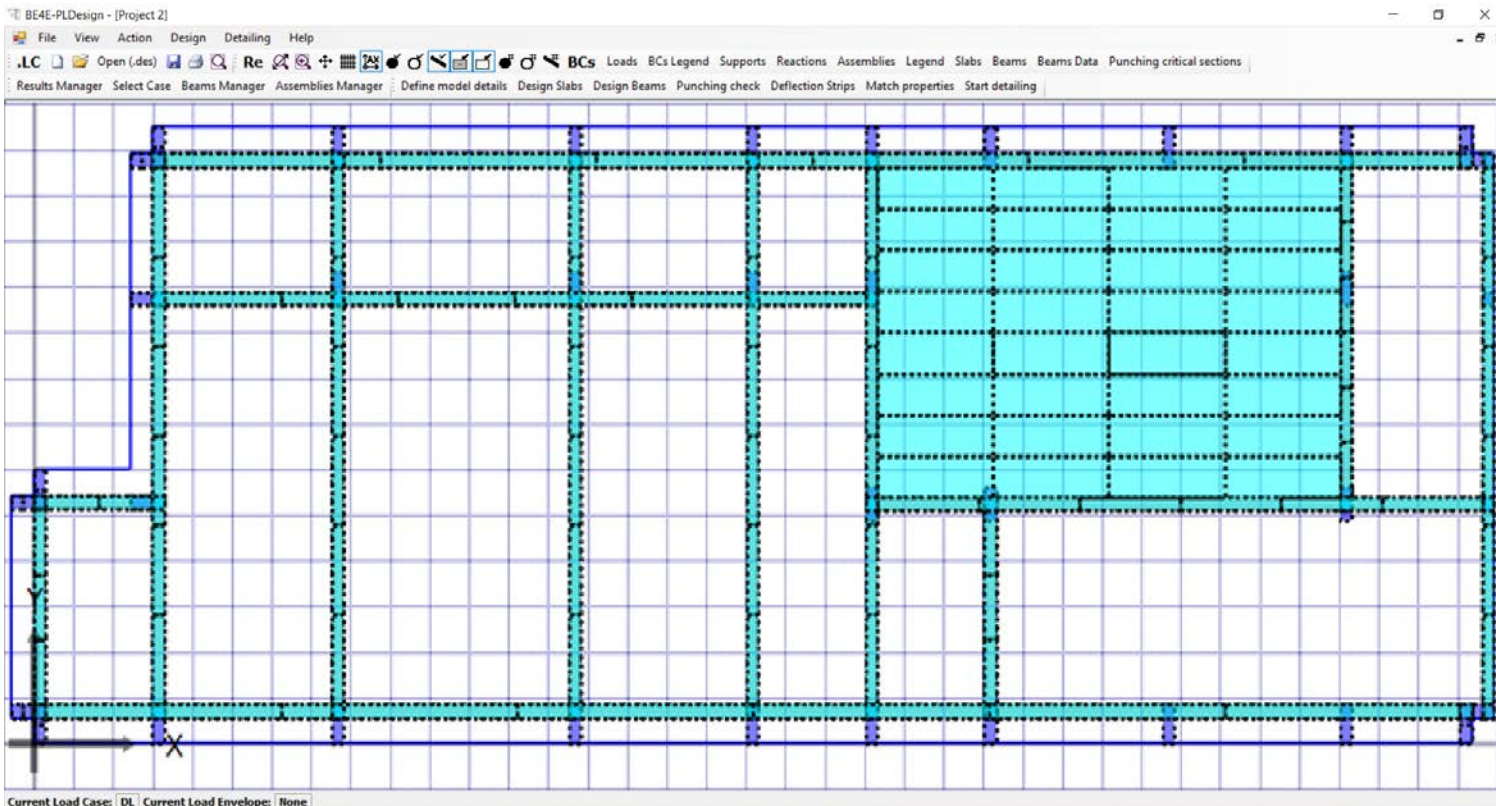 BE4E-PLDesign - [Project 2]
File View Action Design Detailing Help
.LC Open (.des) Re BCs Loads BCs Legend Supports Reactions Assemblies Legend Slabs Beams Beams Data Punching critical sections
Results Manager Select Case Beams Manager Assemblies Manager Define model details Design Slabs Design Beams Punching check Deflection Strips Match properties Start detailing
Y
X
Current Load Case: DL Current Load Envelope: None